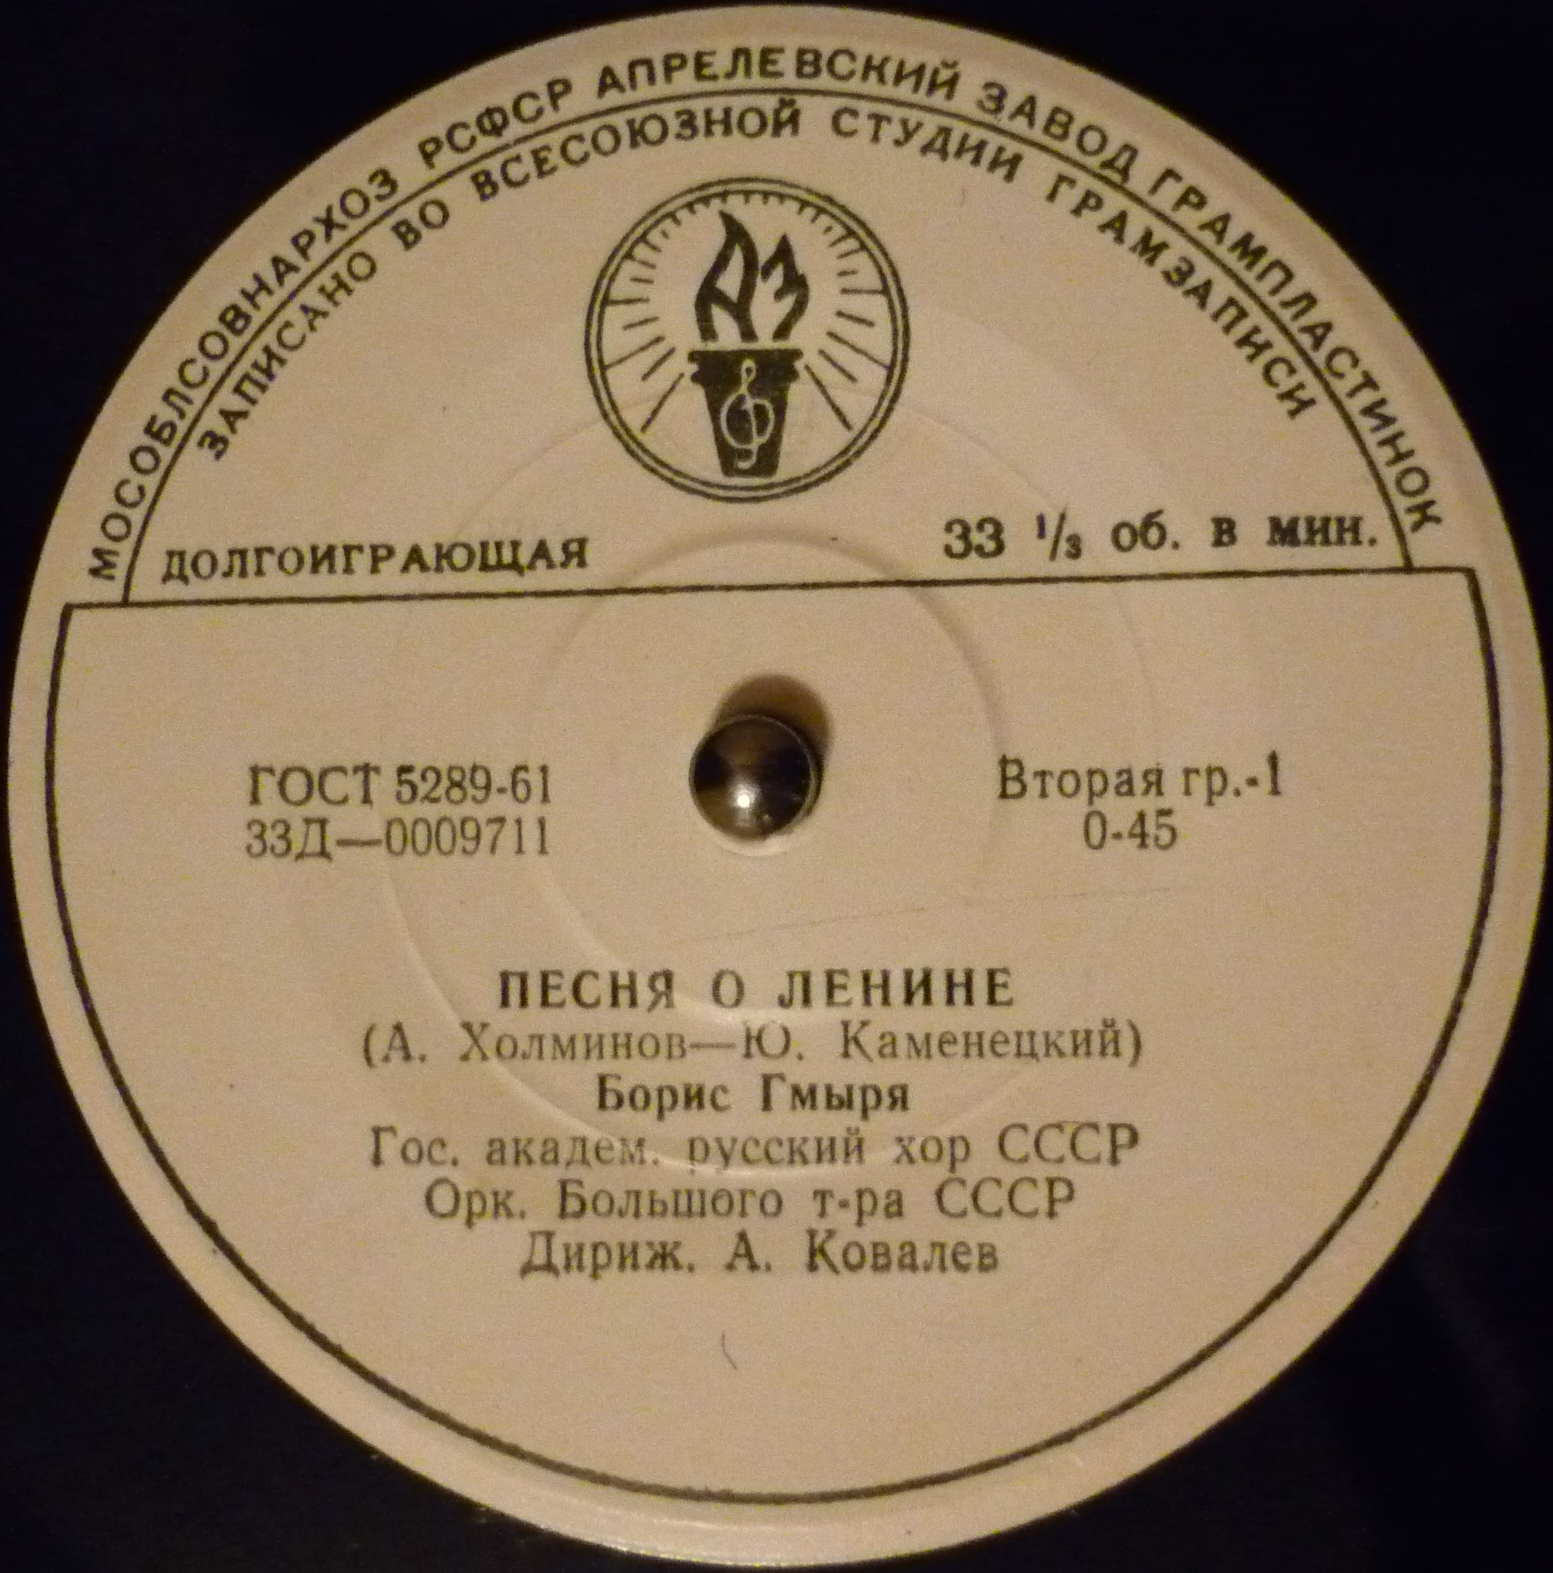 МОСОБЛСОВНАРХОЗ РСФСР АПРЕЛЕВСКИЙ ЗАВОД ГРАМПЛАСТИНОК
ЗАПИСАНО ВО ВСЕСОЮЗНОЙ СТУДИИ ГРАМЗАПИСИ
АЗ
ДОЛГОИГРАЮЩАЯ
33 1/3 об. в мин.
ГОСТ 5289-61
33Д—0009711
Вторая гр.-1
0-45
ПЕСНЯ О ЛЕНИНЕ
(А. Холминов—Ю. Каменецкий)
Борис Гмыря
Гос. академ. русский хор СССР
Орк. Большого т-ра СССР
Дириж. А. Ковалев